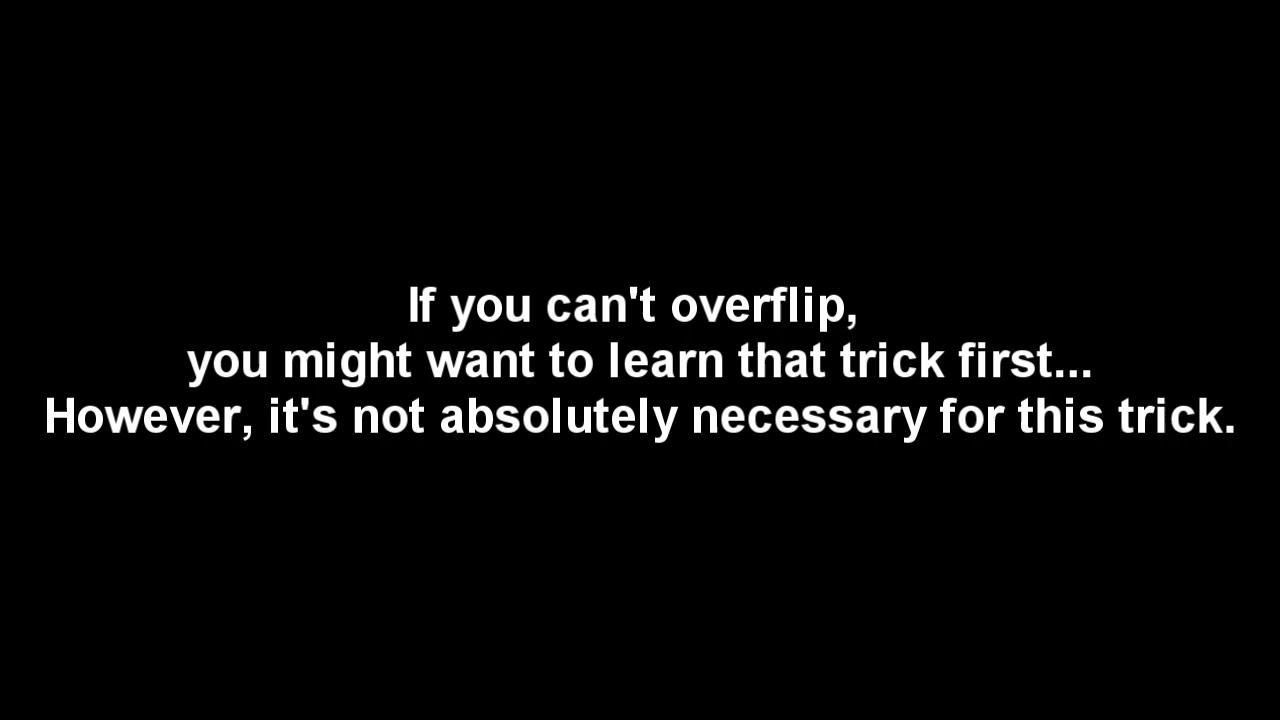 If you can't overflip,
you might want to learn that trick first...
However, it's not absolutely necessary for this trick.